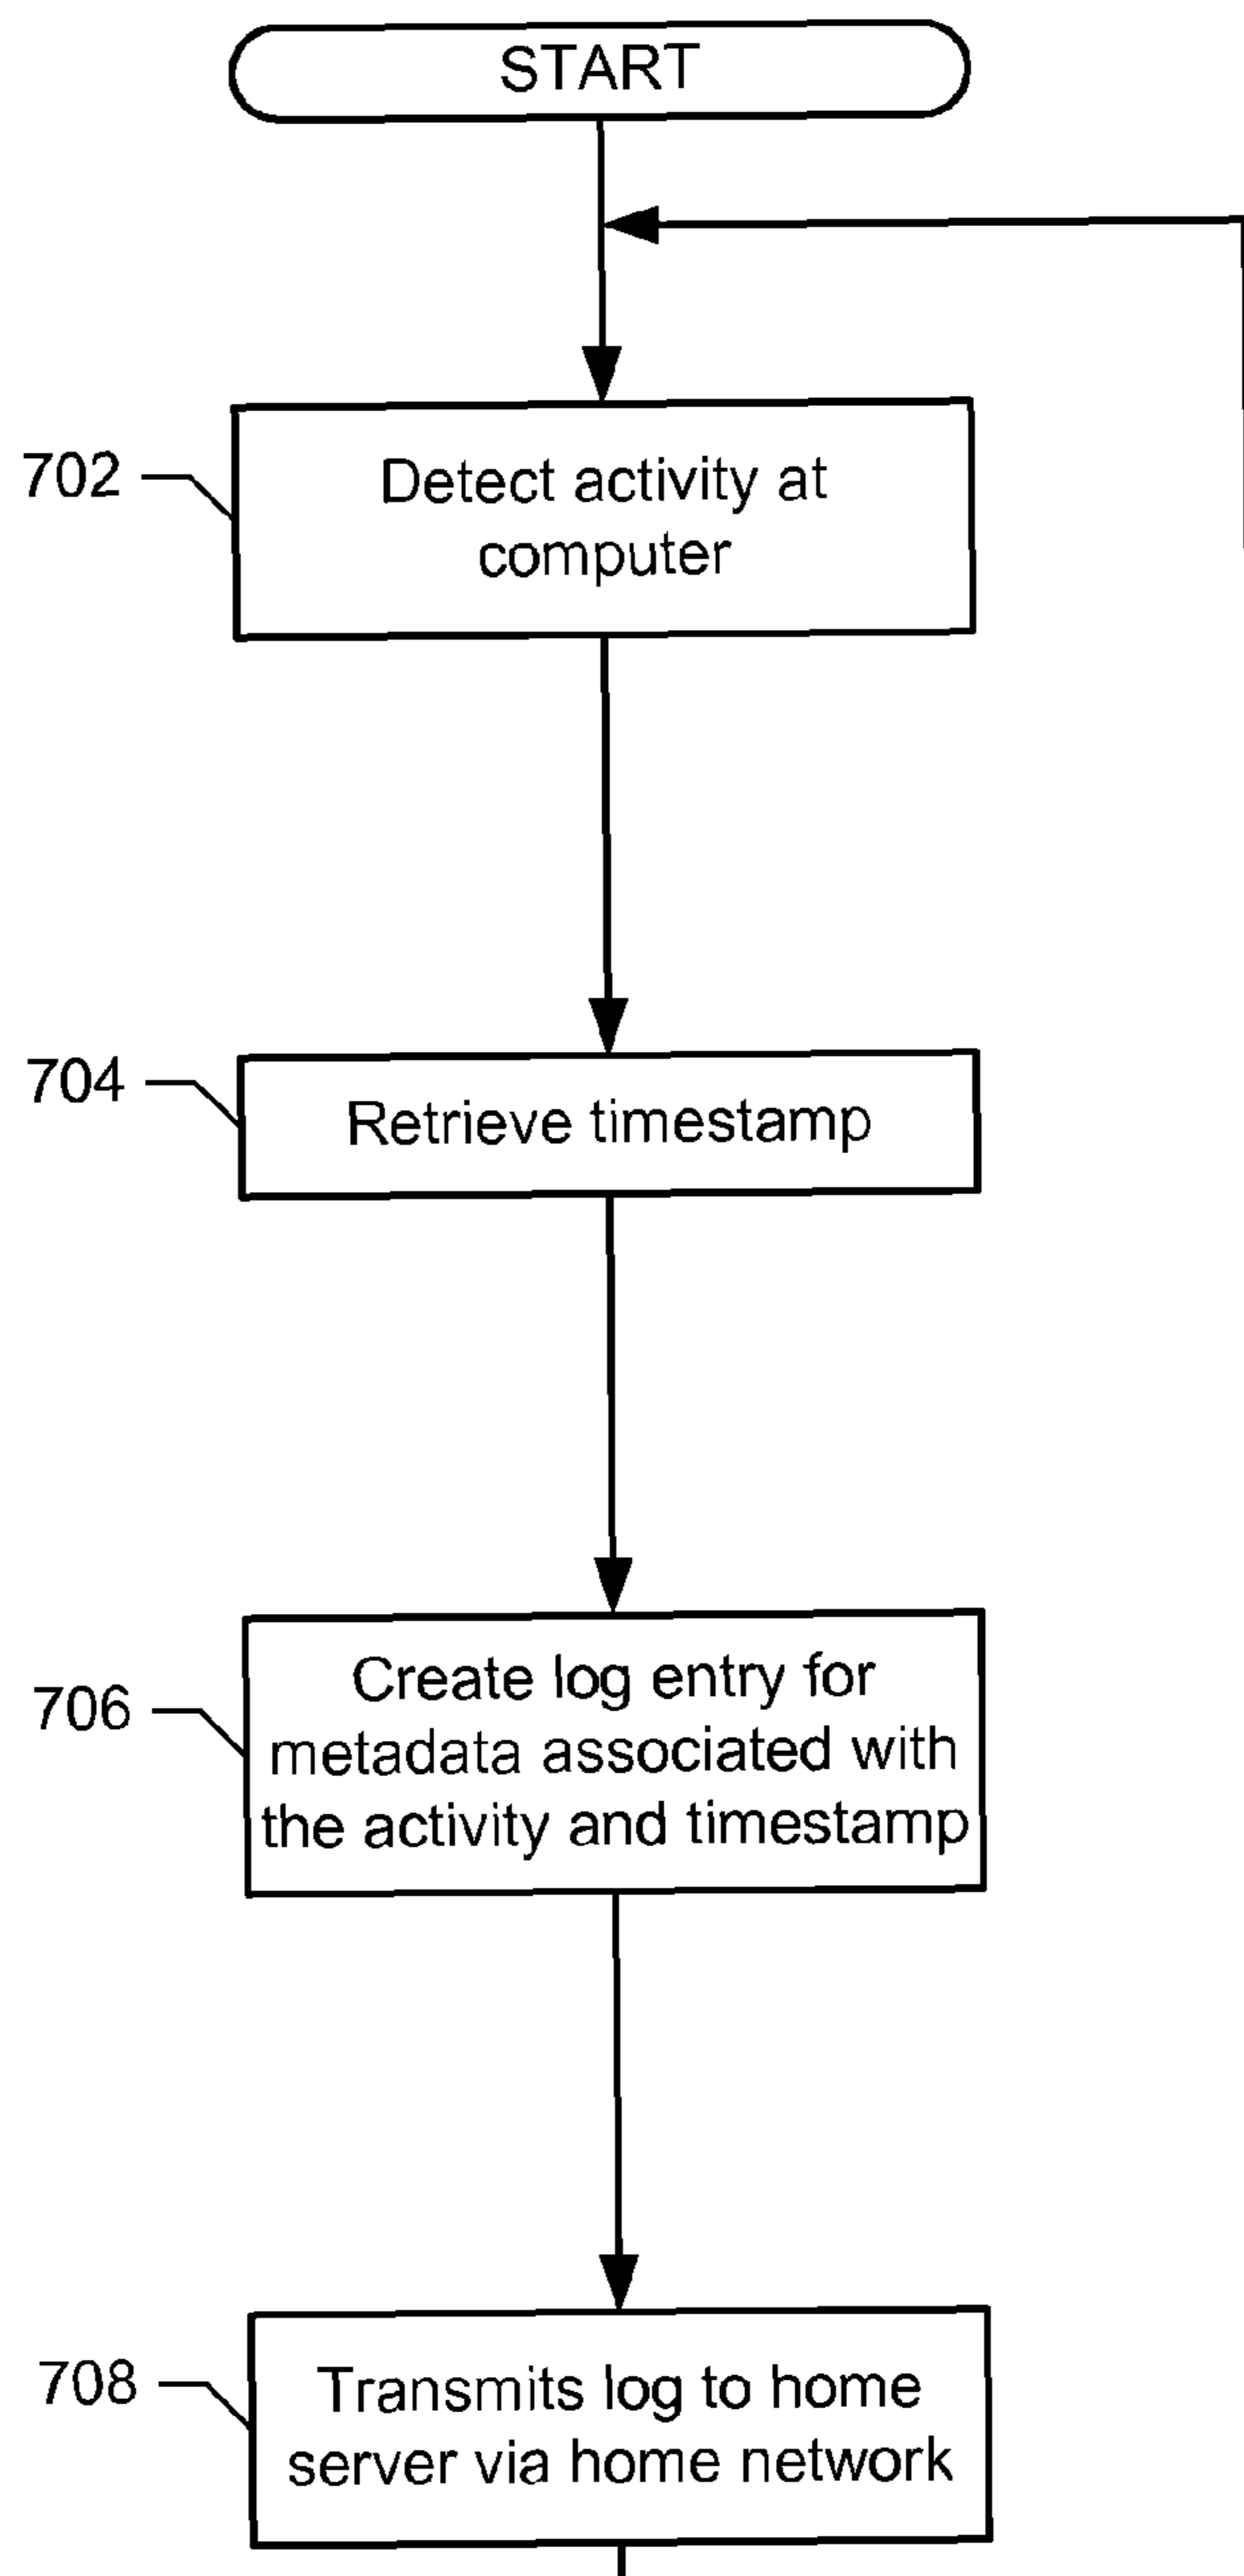 START
702
Detect activity at
computer
704
Retrieve timestamp
706
Create log entry for
metadata associated with
the activity and timestamp
708
Transmits log to home
server via home network